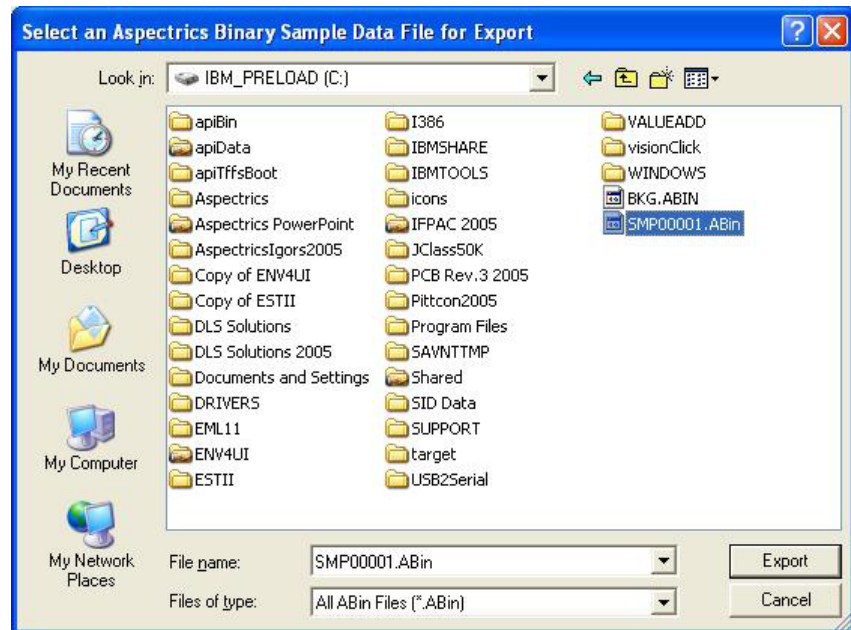 Select an Aspectrics Binary Sample Data File for Export
Look in:
IBM_PRELOAD (C:)
My Recent
Documents
Desktop
My Documents
My Computer
My Network
Places
apiBin
apiData
apiTffsBoot
Aspectrics
Aspectrics PowerPoint
AspectricsIgors2005
Copy of ENV4UI
Copy of ESTII
DLS Solutions
DLS Solutions 2005
Documents and Settings
DRIVERS
EML11
ENV4UI
ESTII
I386
IBMSHARE
IBMTOOLS
icons
IFPAC 2005
JClass50K
PCB Rev.3 2005
Pittcon2005
Program Files
SAVNTTMP
Shared
SID Data
SUPPORT
target
USB2Serial
VALUEADD
visionClick
WINDOWS
BKG.ABIN
SMP00001.ABin
File name:
SMP00001.ABin
Export
Files of type:
All ABin Files (*.ABin)
Cancel